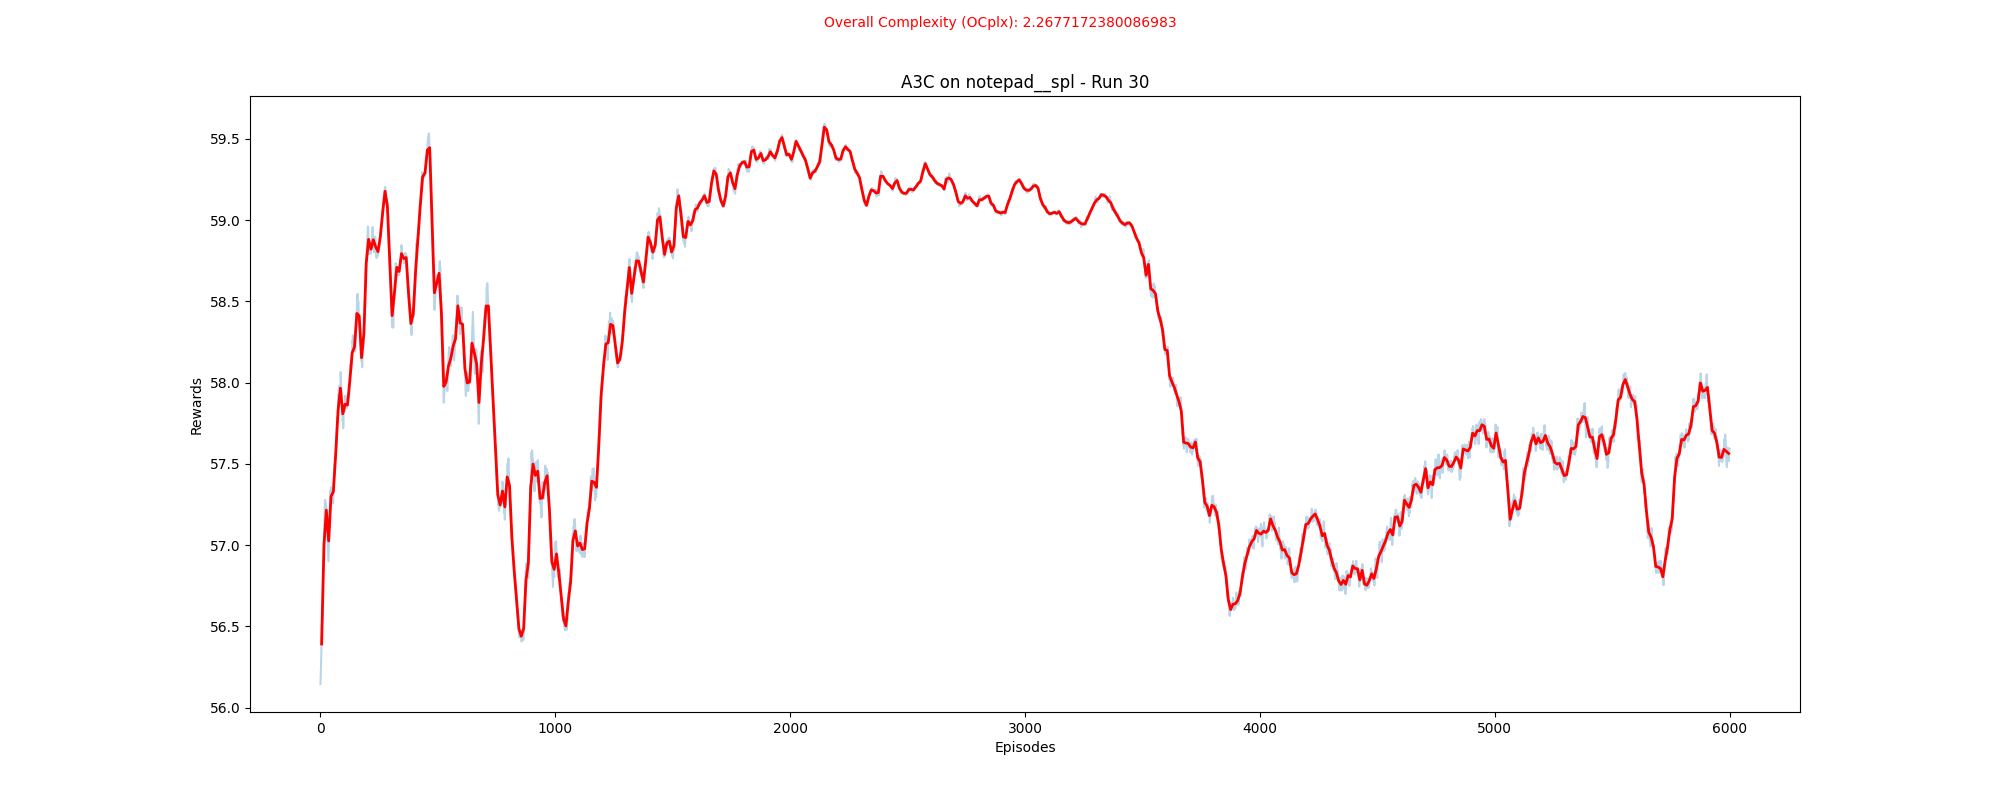 Overall Complexity (OCplx): 2.2677172380086983
A3C on notepad__spl - Run 30
59.5
59.0
58.5
58.0
57.5
57.0
56.5
56.0
Rewards
0 1000 2000 3000 4000 5000 6000
Episodes